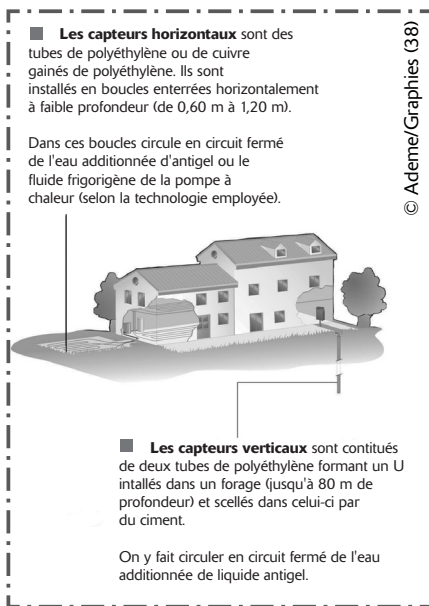 Les capteurs horizontaux sont des
tubes de polyéthylène ou de cuivre
gainés de polyéthylène. Ils sont
installés en boucles enterrées horizontalement
à faible profondeur (de 0,60 m à 1,20 m).
Dans ces boucles circule en circuit fermé
de l'eau additionnée d'antigel ou le
fluide frigorigène de la pompe à
chaleur (selon la technologie employée).
© Ademe/Graphies (38)
Les capteurs verticaux sont contitués
de deux tubes de polyéthylène formant un U
intallés dans un forage (jusqu'à 80 m de
profondeur) et scellés dans celui-ci par
du ciment.
On y fait circuler en circuit fermé de l'eau
additionnée de liquide antigel.